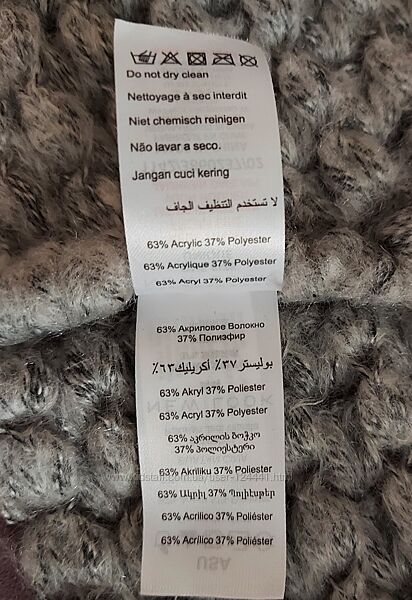 Do not dry clean
Nettoyage à sec interdit
Niet chemisch reinigen
Não lavar a seco.
Jangan cuci kering
لا تستخدم التنظيف الجاف
63% Acrylic 37% Polyester
63% Acrylique 37% Polyester
63% Acryl 37% Polyester
63% Акриловое Волокно
37% Полиэфир
بوليستر ٣٧٪ أكريليك ٦٣٪
63% Akryl 37% Poliester
63% Acryl 37% Polyester
63% აკრილის ბოჭკო
37% პოლიესტერი
63% Akriliku 37% Poliester
63% Ակրիլ 37% Պոլիեսթեր
63% Acrilico 37% Poliéster
63% Acrílico 37% Poliéster
USA